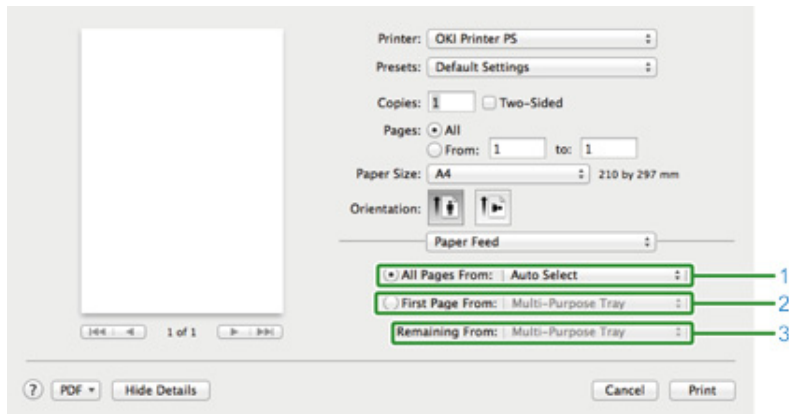 Printer: OKI Printer PS
Presets: Default Settings
Copies: 1 Two-Sided
Pages: All
From: 1 to: 1
Paper Size: A4 210 by 297 mm
Orientation:
Paper Feed
All Pages From: Auto Select 1
First Page From: Multi-Purpose Tray 2
Remaining From: Multi-Purpose Tray 3
1 of 1
? PDF Hide Details Cancel Print